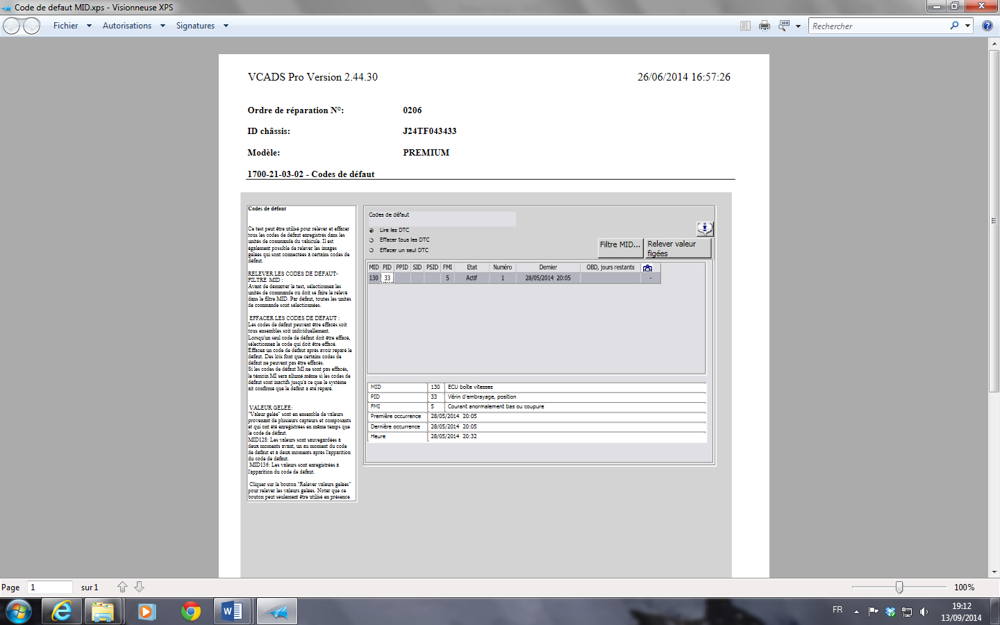 Code de defaut MID.xps - Visionneuse XPS
Fichier Autorisations Signatures
100
Rechercher
VCADS Pro Version 2.44.30 26/06/2014 16:57:26
Ordre de réparation N°: 0206
ID châssis: J24TF043433
Modèle: PREMIUM
1700-21-03-02 - Codes de défaut
Codes de défaut
Ce test peut être utilisé pour relever et effacer
tous les codes de défaut enregistrés dans les
unités de commande du véhicule. Il est
également possible de relever les images
gelées qui sont connectées à certains codes de
défaut.
RELEVER LES CODES DE DÉFAUT-
FILTRE MID :
Avant de démarrer le test, sélectionnez les
unités de commande où doit se faire le relevé
dans le filtre MID. Par défaut, toutes les unités
de commande sont sélectionnées.
EFFACER LES CODES DE DÉFAUT :
Les codes de défaut peuvent être effacés soit
tous ensembles soit individuellement.
Lorsqu'un seul code de défaut doit être effacé,
sélectionnez le code qui doit être effacé.
Effacez un code de défaut après avoir réparé le
défaut. Des lois font que certains codes de
défaut ne peuvent pas être effacés.
Si les codes de défaut MI ne sont pas effacés,
le témoin MI sera allumé même si les codes de
défaut sont inactifs jusqu'à ce que le système
ait confirmé que le défaut a été réparé.
VALEUR GELÉE:
"Valeur gelée" sont en ensemble de valeurs
provenant de plusieurs capteurs et composants
et qui ont été enregistrées en même temps que
le code de défaut.
MID128: Les valeurs sont sauvegardées à
deux moments avant, un au moment du code
de défaut et à deux moments après l'apparition
du code de défaut.
MID136: Les valeurs sont enregistrées à
l'apparition du code de défaut.
Cliquer sur le bouton "Relever valeurs gelées"
pour relever les valeurs gelées. Noter que ce
bouton peut seulement être utilisé en présence
Codes de défaut
Lire les DTC
Effacer tous les DTC
Effacer un seul DTC
Filtre MID...
Relever valeur
figées
MID PID PPID SID PSID FMI Etat Numéro Dernier OBD, jours restants
130 33 5 Actif 1 28/05/2014 20:05 -
MID 130 ECU boîte vitesses
PID 33 Vérin d'embrayage, position
FMI 5 Courant anormalement bas ou coupure
Première occurrence 28/05/2014 20:05
Dernière occurrence 28/05/2014 20:05
Heure 28/05/2014 20:32
Page 1 sur 1 100%
FR 19:12
13/09/2014